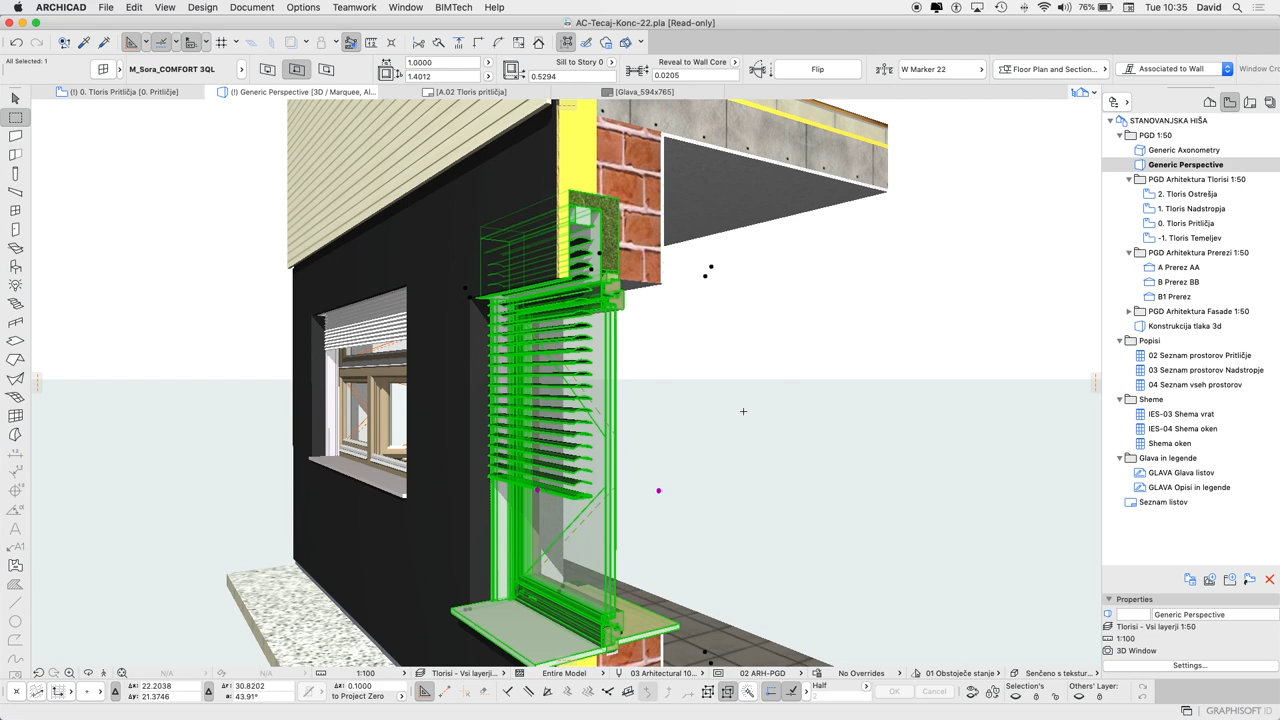 ARCHICAD File Edit View Design Document Options Teamwork Window BIMTech Help
76% Tue 10:35 David
AC-Tecaj-Konc-22.pla [Read-only]
All Selected: 1
M_Sora_COMFORT 3QL
1.0000
1.4012
Sill to Story 0
0.5294
Reveal to Wall Core
0.0205
Flip
W Marker 22
Floor Plan and Section...
Associated to Wall
Window Co
(!) 0. Tloris Pritličja [0. Pritličje]
(!) Generic Perspective [3D / Marquee, Al...
[A.02 Tloris pritličja]
[Glava_594x765]
STANOVANJSKA HIŠA
PGD 1:50
Generic Axonometry
Generic Perspective
PGD Arhitektura Tlorisi 1:50
2. Tloris Ostrešja
1. Tloris Nadstropja
0. Tloris Pritličja
-1. Tloris Temeljev
PGD Arhitektura Prerezi 1:50
A Prerez AA
B Prerez BB
B1 Prerez
PGD Arhitektura Fasade 1:50
Konstrukcija tlaka 3d
Popisi
02 Seznam prostorov Pritličje
03 Seznam prostorov Nadstropje
04 Seznam vseh prostorov
Sheme
IES-03 Shema vrat
IES-04 Shema oken
Shema oken
Glava in legende
GLAVA Glava listov
GLAVA Opisi in legende
Seznam listov
Properties
Generic Perspective
Tlorisi - Vsi layerji 1:50
1:100
3D Window
Settings...
N/A
N/A
1:100
Tlorisi - Vsi layerj...
Entire Model
03 Arhitectural 10...
02 ARH-PGD
No Overrides
01 Obstoječe stanje
Senčeno s tekstur...
Δx: 22.2038
Δy: 21.3746
Δr: 30.8202
a: 43.91°
Δz: 0.1000
to Project Zero
Half
2
OK
Cancel
Selection's
Others' Layer:
GRAPHISOFT ID